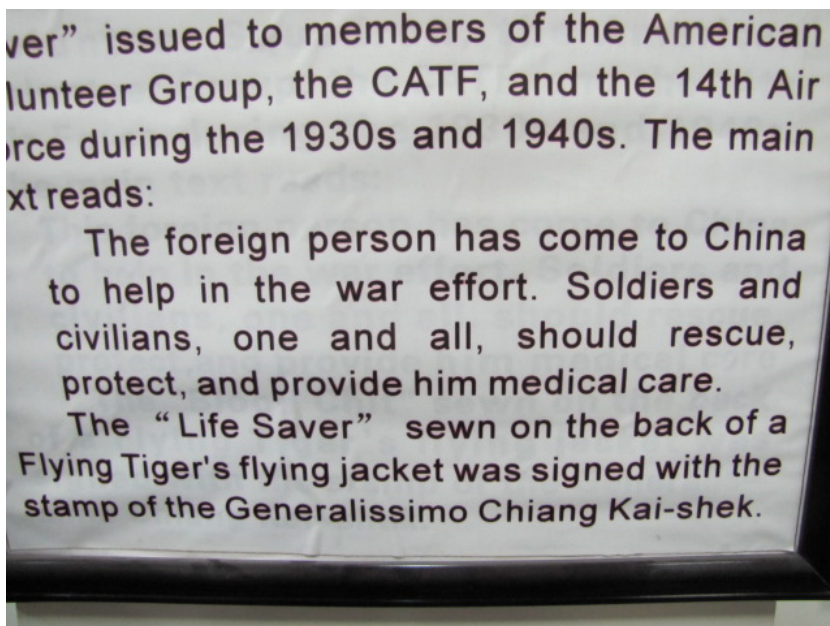 ver” issued to members of the American
lunteer Group, the CATF, and the 14th Air
orce during the 1930s and 1940s. The main
xt reads:
The foreign person has come to China
to help in the war effort. Soldiers and
civilians, one and all, should rescue,
protect, and provide him medical care.
The “Life Saver” sewn on the back of a
Flying Tiger's flying jacket was signed with the
stamp of the Generalissimo Chiang Kai-shek.